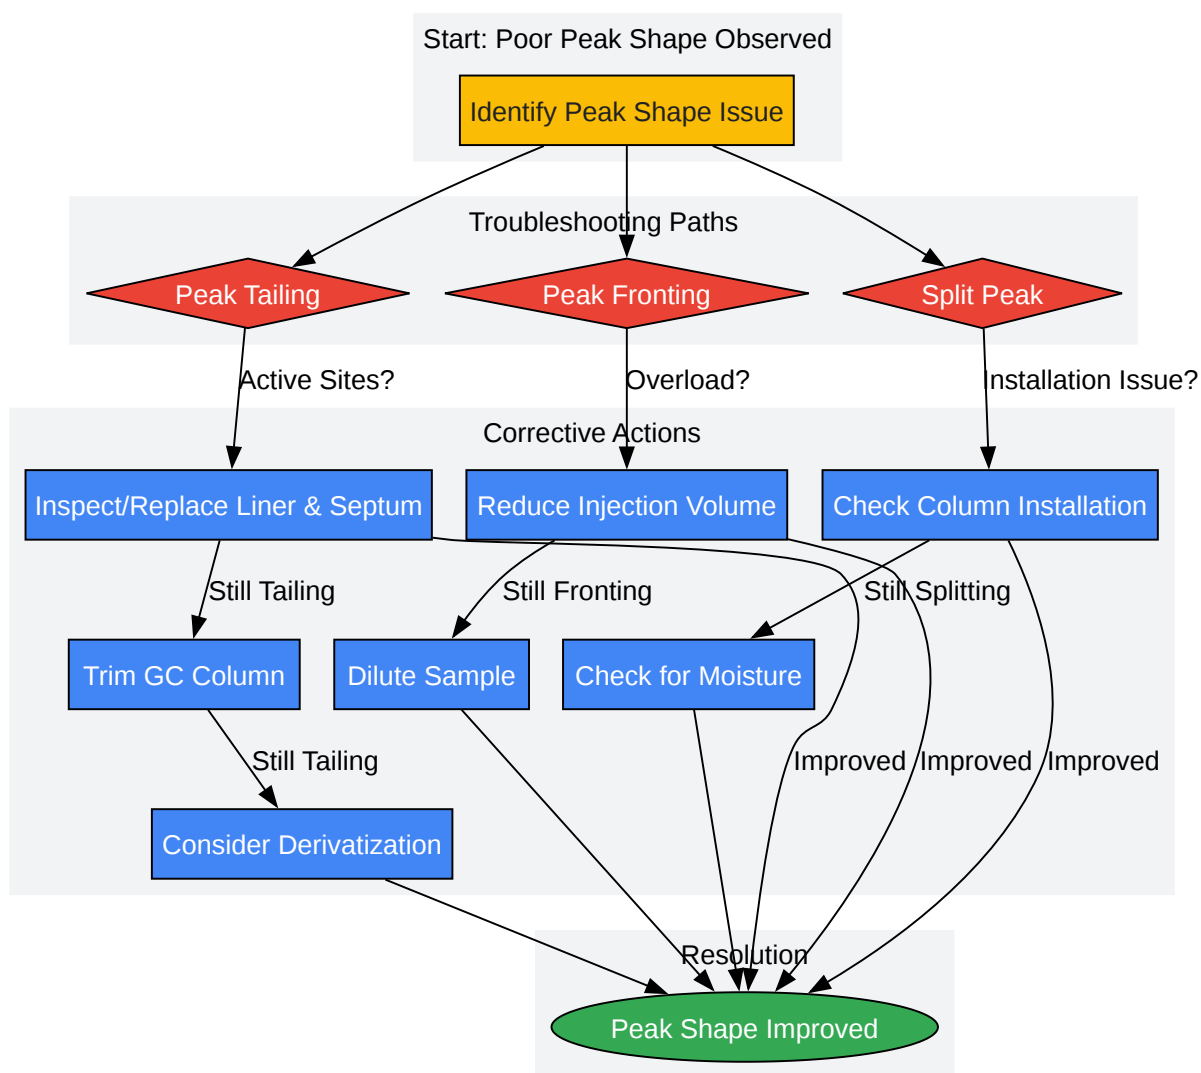 Start: Poor Peak Shape Observed
Identify Peak Shape Issue
Troubleshooting Paths
Peak Tailing
Peak Fronting
Split Peak
Active Sites?
Overload?
Installation Issue?
Corrective Actions
Inspect/Replace Liner & Septum
Reduce Injection Volume
Check Column Installation
Still Tailing
Still Fronting
Still Splitting
Trim GC Column
Dilute Sample
Check for Moisture
Still Tailing
Improved
Improved
Improved
Consider Derivatization
Resolution
Peak Shape Improved